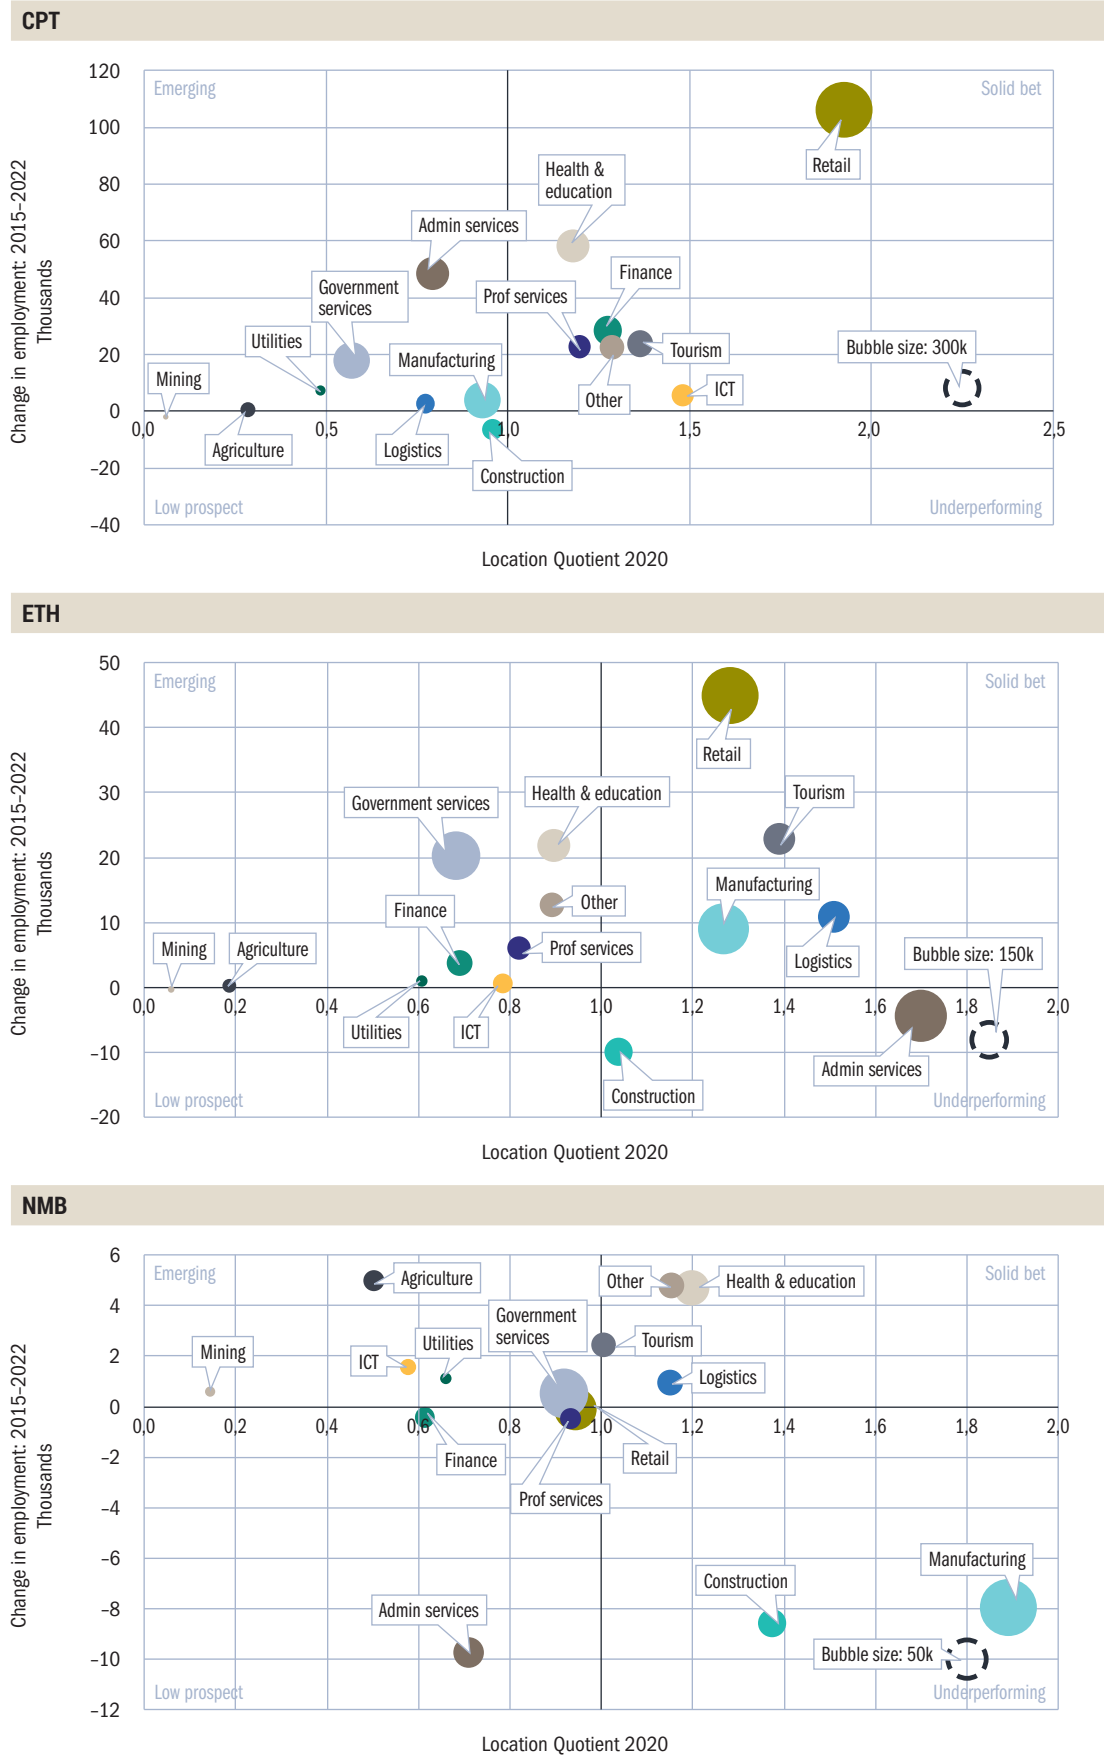 CPT
120
100
80
60
40
20
0
–20
–40
Change in employment: 2015–2022
Thousands
Emerging
Solid bet
Retail
Health &
education
Admin services
Finance
Government
services
Prof services
Utilities
Manufacturing
Tourism
Bubble size: 300k
Mining
Other
ICT
0,0
0,5
1,0
1,5
2,0
2,5
Agriculture
Logistics
Construction
Low prospect
Underperforming
Location Quotient 2020
ETH
50
40
30
20
10
0
–10
–20
Change in employment: 2015–2022
Thousands
Emerging
Solid bet
Retail
Government services
Health & education
Tourism
Manufacturing
Finance
Other
Mining
Agriculture
Prof services
Logistics
Bubble size: 150k
0,0
0,2
0,4
0,6
0,8
1,0
1,2
1,4
1,6
1,8
2,0
Utilities
ICT
Admin services
Construction
Low prospect
Underperforming
Location Quotient 2020
NMB
6
4
2
0
–2
–4
–6
–8
–10
–12
Change in employment: 2015–2022
Thousands
Emerging
Solid bet
Agriculture
Other
Health & education
Government
services
Mining
ICT
Utilities
Tourism
Logistics
0,0
0,2
0,4
0,6
0,8
1,0
1,2
1,4
1,6
1,8
2,0
Finance
Retail
Prof services
Manufacturing
Construction
Admin services
Bubble size: 50k
Low prospect
Underperforming
Location Quotient 2020